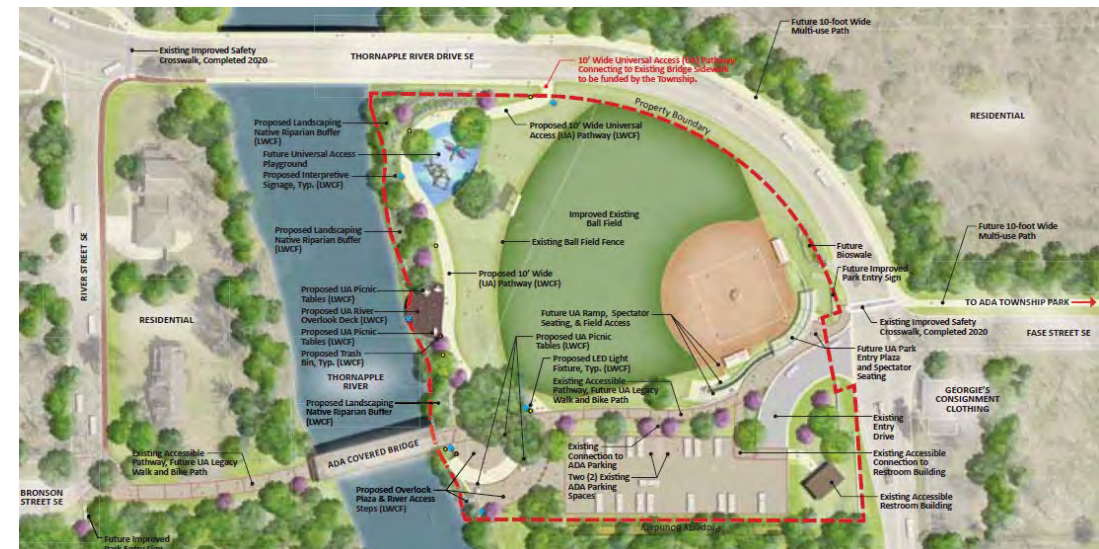 Existing Improved Safety
Crosswalk, Completed 2020
THORNAPPLE RIVER DRIVE SE
Future 10-foot Wide
Multi-use Path
10' Wide Universal Access (UA) Pathway
Connecting to Existing Bridge Sidewalk
to be funded by the Township.
Property Boundary
RESIDENTIAL
Proposed Landscaping
Native Riparian Buffer
(LWCF)
Proposed 10' Wide Universal
Access (UA) Pathway (LWCF)
Future Universal Access
Playground
Proposed Interpretive
Signage, Typ. (LWCF)
Improved Existing
Ball Field
Proposed Landscaping
Native Riparian Buffer
(LWCF)
Existing Ball Field Fence
Future 10-foot Wide
Multi-use Path
Future
Bioswale
Future Improved
Park Entry Sign
RIVER STREET SE
Proposed 10' Wide
(UA) Pathway (LWCF)
Proposed UA Picnic
Tables (LWCF)
Proposed UA River
Overlook Deck (LWCF)
Proposed UA Picnic
Tables (LWCF)
Proposed Trash
Bin, Typ. (LWCF)
TO ADA TOWNSHIP PARK
RESIDENTIAL
Future UA Ramp, Spectator
Seating, & Field Access
Existing Improved Safety
Crosswalk, Completed 2020
FASE STREET SE
Proposed UA Picnic
Tables (LWCF)
Future UA Park
Entry Plaza
and Spectator
Seating
Proposed LED Light
Fixture, Typ. (LWCF)
THORNAPPLE
RIVER
Existing Accessible
Pathway, Future UA Legacy
Walk and Bike Path
GEORGIE'S
CONSIGNMENT
CLOTHING
Proposed Landscaping
Native Riparian Buffer
(LWCF)
Existing
Entry
Drive
ADA COVERED BRIDGE
Existing Accessible
Pathway, Future UA Legacy
Walk and Bike Path
Existing
Connection to
ADA Parking
Existing Accessible
Connection to
Restroom Building
Two (2) Existing
ADA Parking
Spaces
BRONSON
STREET SE
Proposed Overlook
Plaza & River Access
Steps (LWCF)
Existing Accessible
Restroom Building
Future Improved
Park Entry Sign